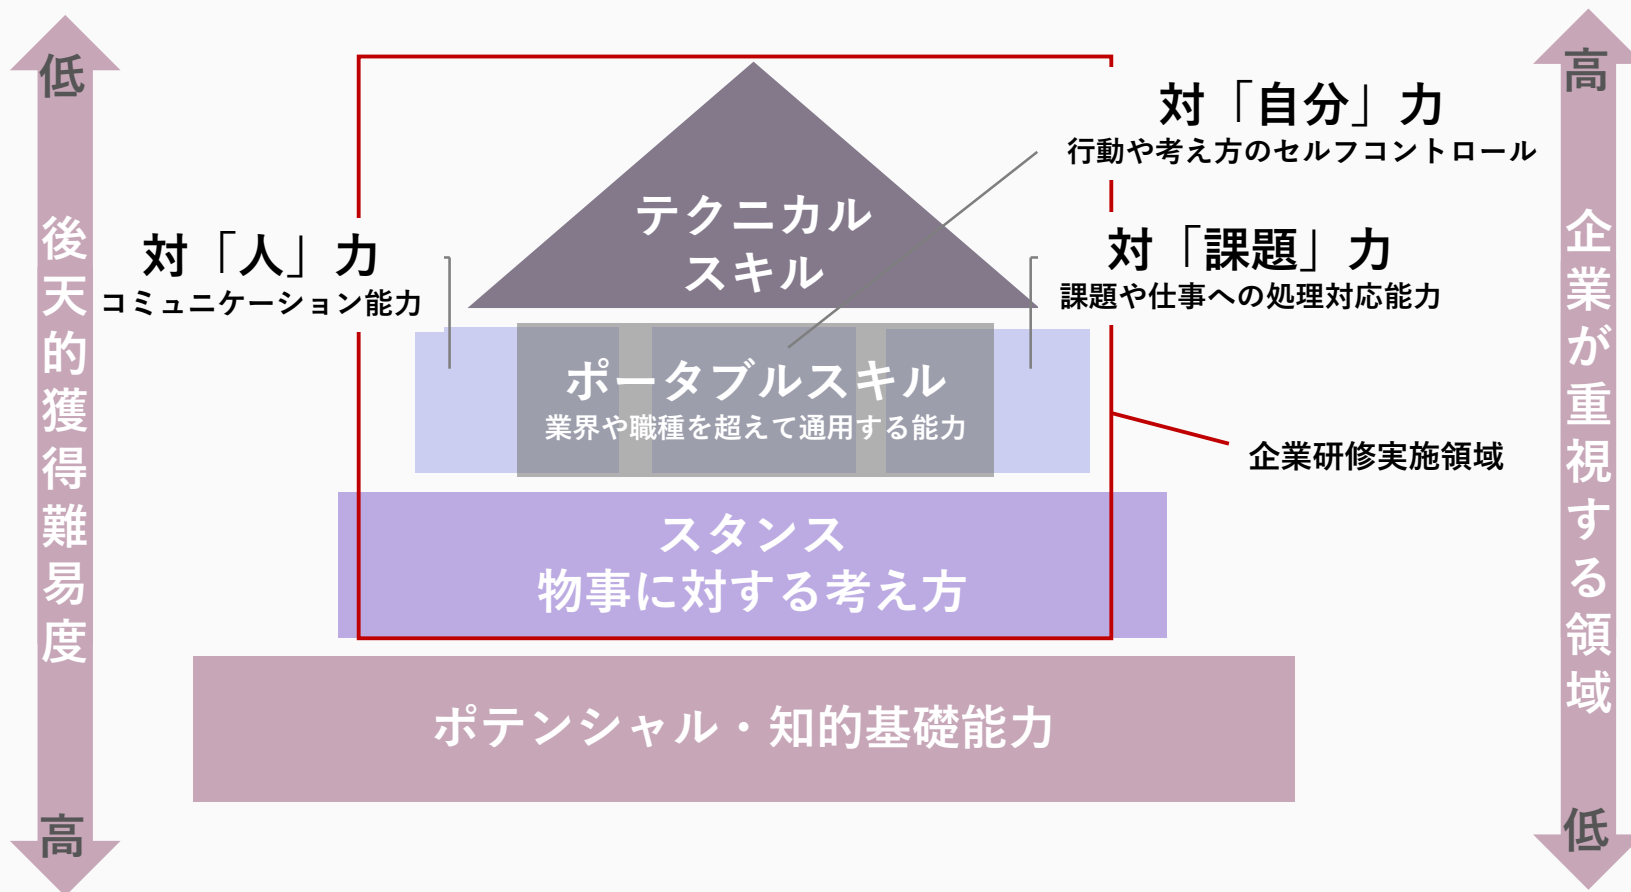 低
後天的獲得難易度
高
対「人」力
コミュニケーション能力
テクニカル
スキル
対「自分」力
行動や考え方のセルフコントロール
対「課題」力
課題や仕事への処理対応能力
ポータブルスキル
業界や職種を超えて通用する能力
企業研修実施領域
スタンス
物事に対する考え方
ポテンシャル・知的基礎能力
高
企業が重視する領域
低